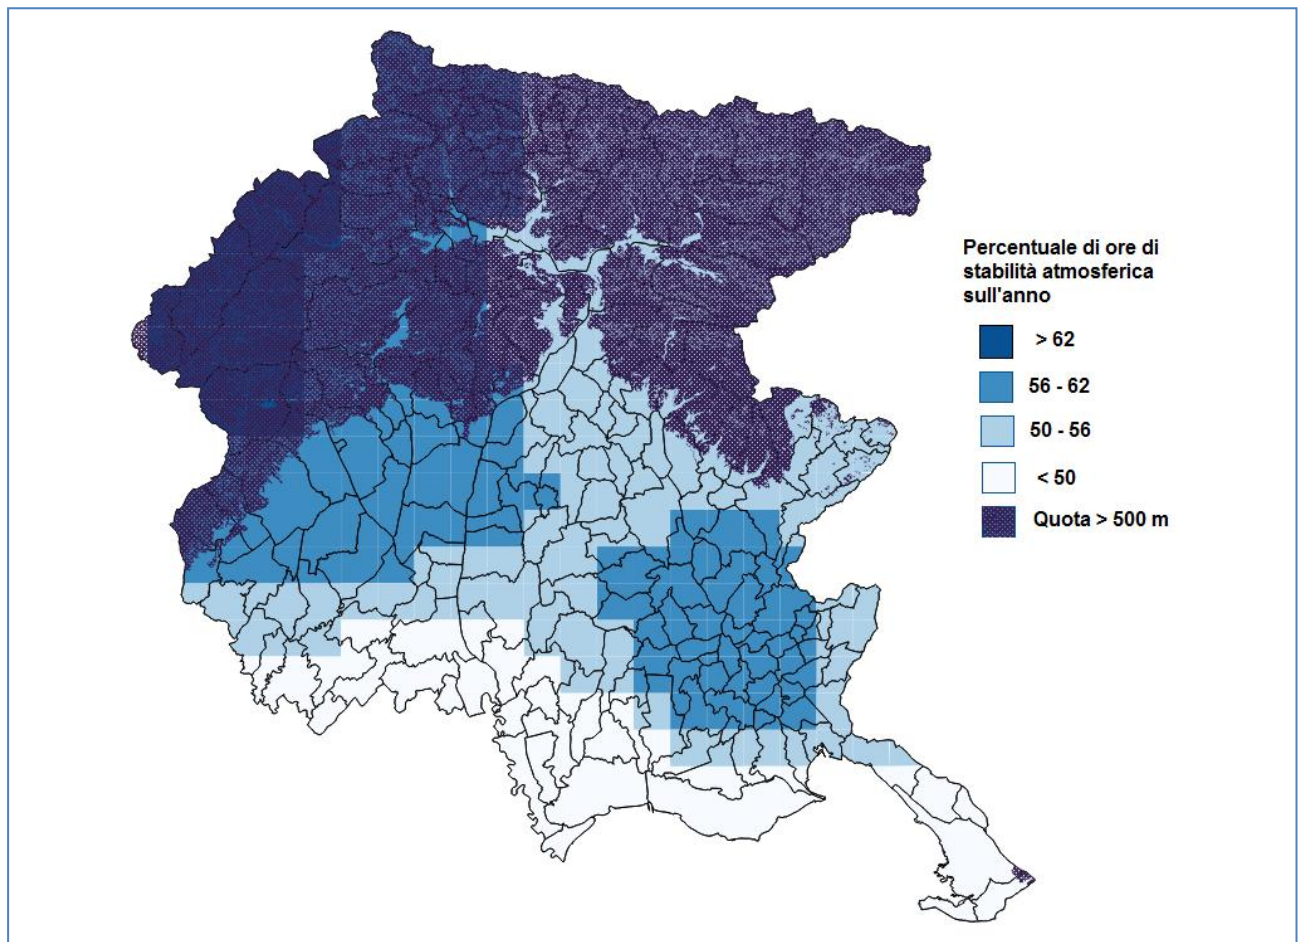 Percentuale di ore di
stabilità atmosferica
sull'anno
> 62
56 - 62
50 - 56
< 50
Quota > 500 m